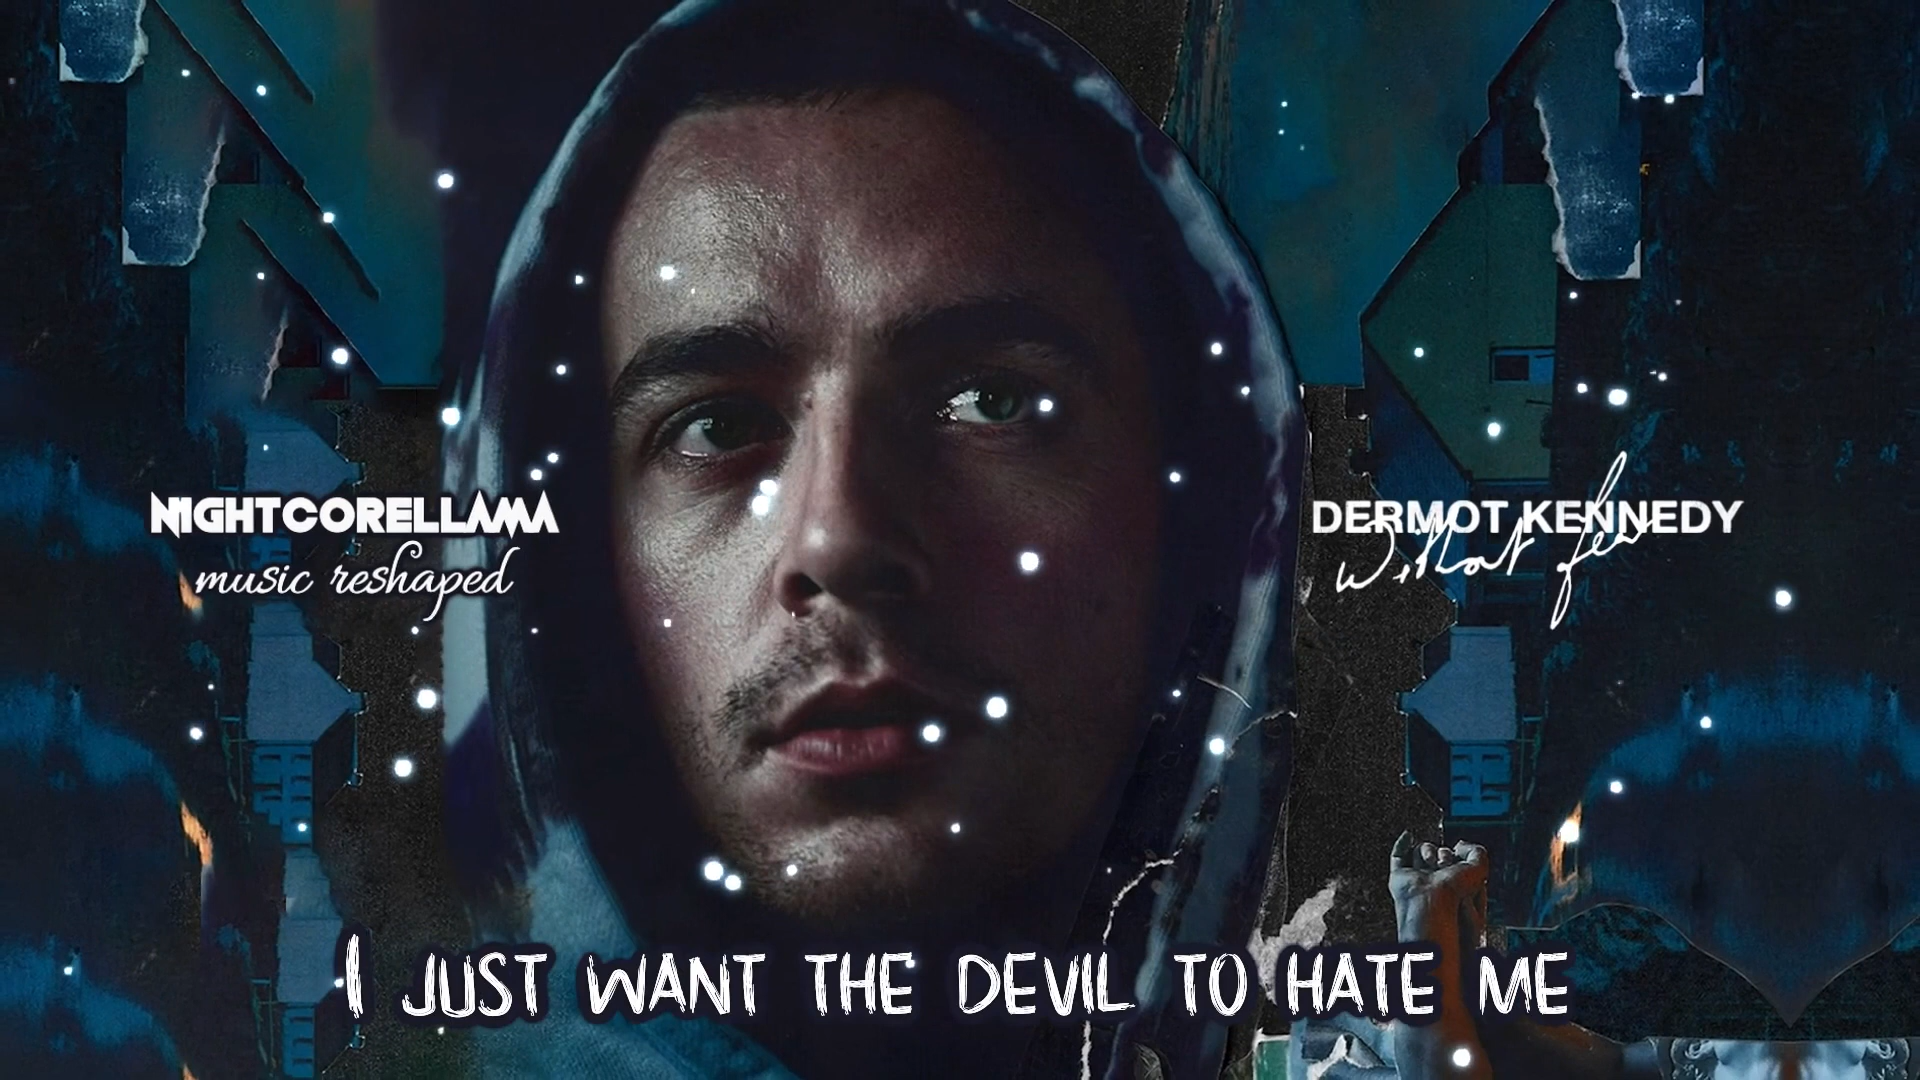 NIGHTCORELLAMA
music reshaped
DERMOT KENNEDY
Without fear
I JUST WANT THE DEVIL TO HATE ME